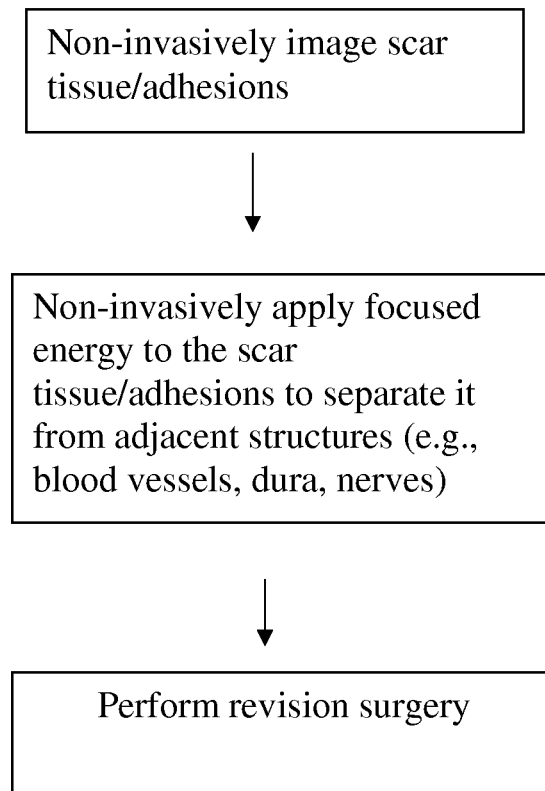 Non-invasively image scar
tissue/adhesions
Non-invasively apply focused
energy to the scar
tissue/adhesions to separate it
from adjacent structures (e.g.,
blood vessels, dura, nerves)
Perform revision surgery